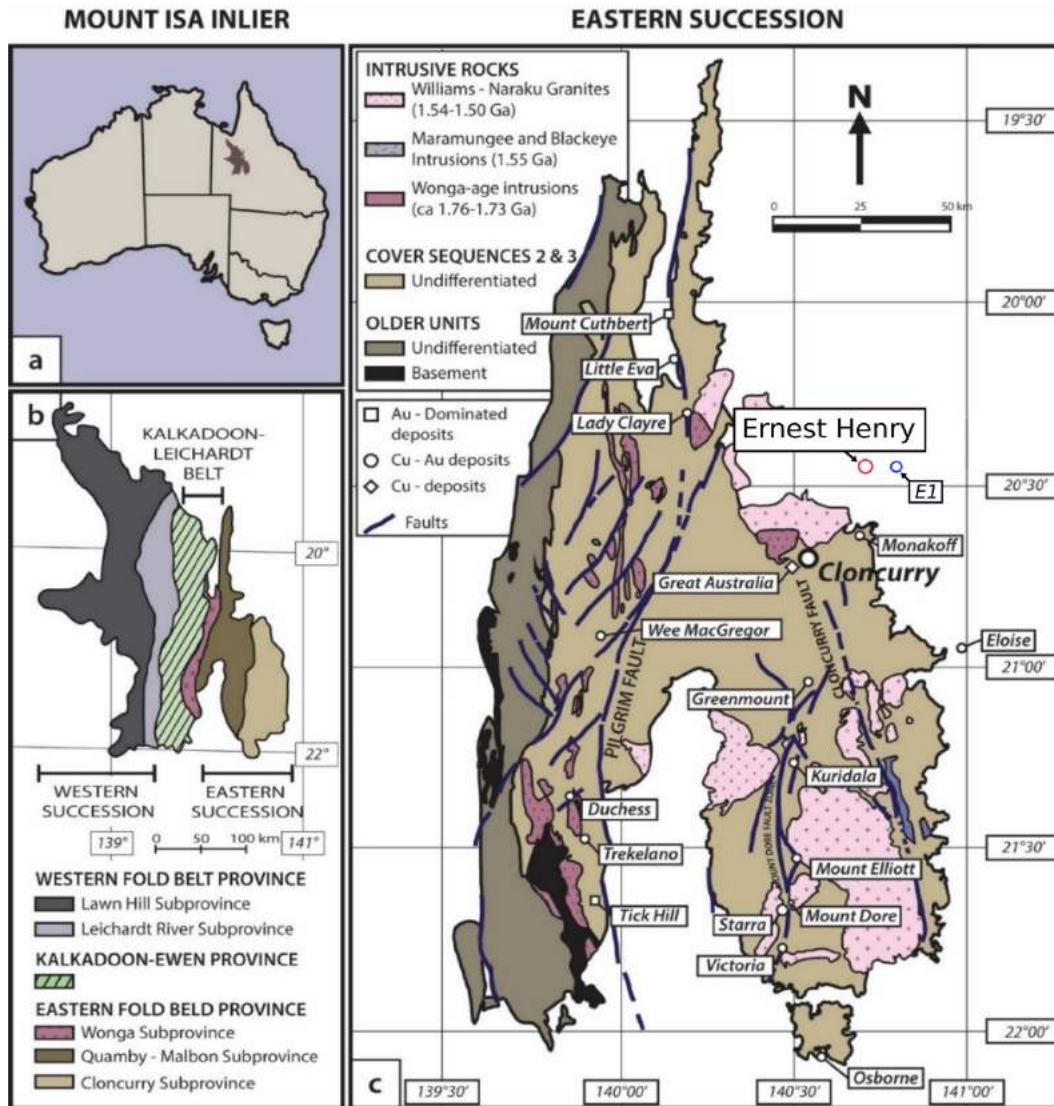 MOUNT ISA INLIER
a
b
KALKADOON-
LEICHARDT
BELT
20°
22°
WESTERN
SUCCESSION
EASTERN
SUCCESSION
139°
0 50 100 km
141°
WESTERN FOLD BELT PROVINCE
Lawn Hill Subprovince
Leichardt River Subprovince
KALKADOON-EWEN PROVINCE
EASTERN FOLD BELD PROVINCE
Wonga Subprovince
Quamby - Malbon Subprovince
Cloncurry Subprovince
EASTERN SUCCESSION
INTRUSIVE ROCKS
Williams - Naraku Granites
(1.54-1.50 Ga)
Maramungee and Blackeye
Intrusions (1.55 Ga)
Wonga-age intrusions
(ca 1.76-1.73 Ga)
COVER SEQUENCES 2 & 3
Undifferentiated
OLDER UNITS
Undifferentiated
Basement
Au - Dominated
deposits
Cu - Au deposits
Cu - deposits
Faults
N
0 25 50 km
19°30'
20°00'
20°30'
21°00'
21°30'
22°00'
Mount Cuthbert
Little Eva
Lady Clayre
Ernest Henry
E1
Monakoff
Cloncurry
Great Australia
CLONCURRY FAULT
Wee MacGregor
Eloise
PILGRIM FAULT
Greenmount
Kuridala
Duchess
MOUNT DORE FAULT ZONE
Trekelano
Mount Elliott
Tick Hill
Starra
Mount Dore
Victoria
Osborne
c
139°30'
140°00'
140°30'
141°00'